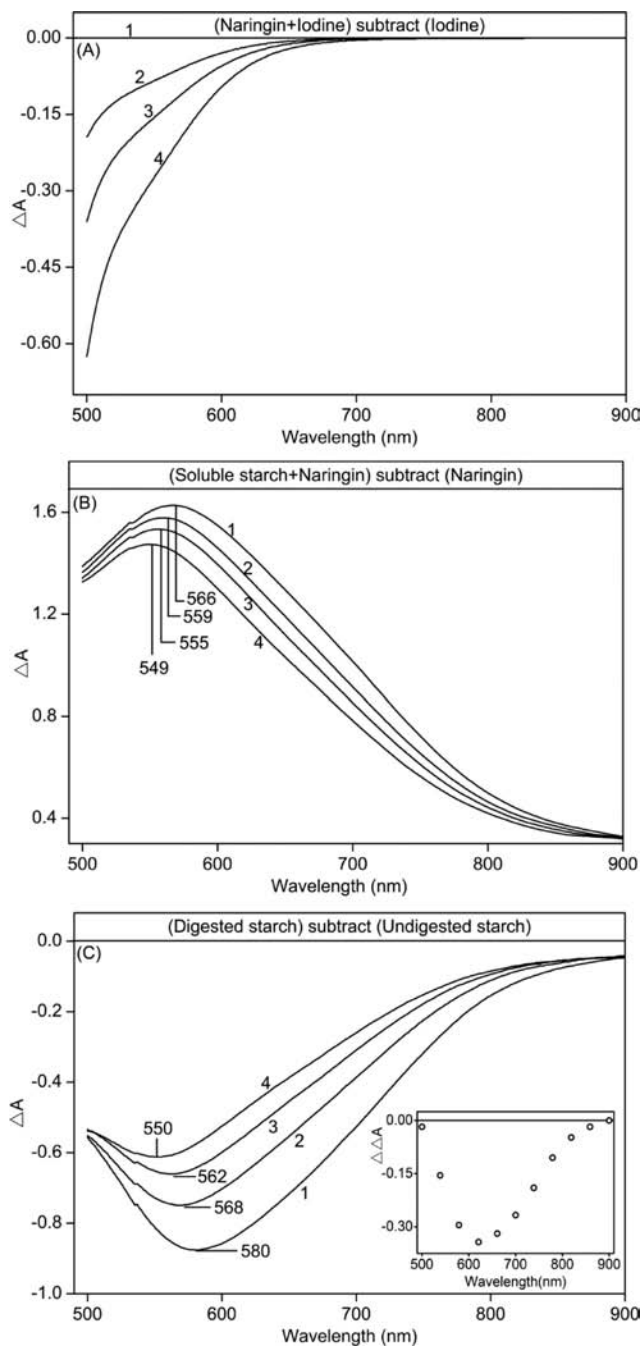 (Naringin+Iodine) subtract (Iodine)
1
0.00
(A)
2
-0.15
3
4
-0.30
△A
-0.45
-0.60
500 600 700 800 900
Wavelength (nm)
(Soluble starch+Naringin) subtract (Naringin)
(B)
1.6
1
2
566
3
1.2
559
4
555
549
△A
0.8
0.4
500 600 700 800 900
Wavelength (nm)
(Digested starch) subtract (Undigested starch)
0.0
(C)
-0.2
△A
-0.4
4
550
3
0.00
-0.6
2
562
△△A
-0.15
1
568
-0.8
-0.30
580
500 600 700 800 900
Wavelength(nm)
-1.0
500 600 700 800 900
Wavelength (nm)